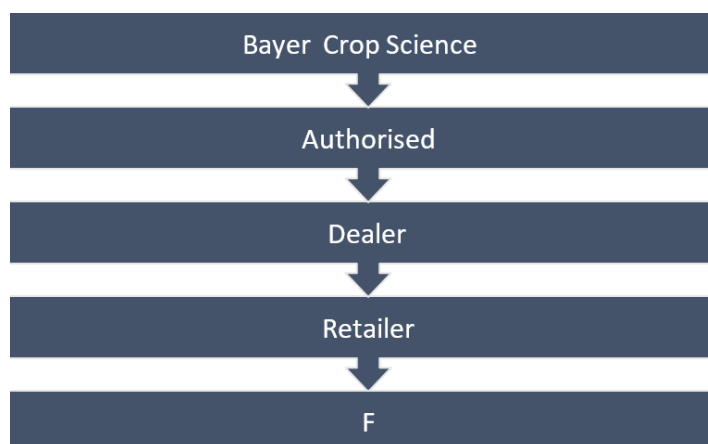 Bayer Crop Science
Authorised
Dealer
Retailer
F